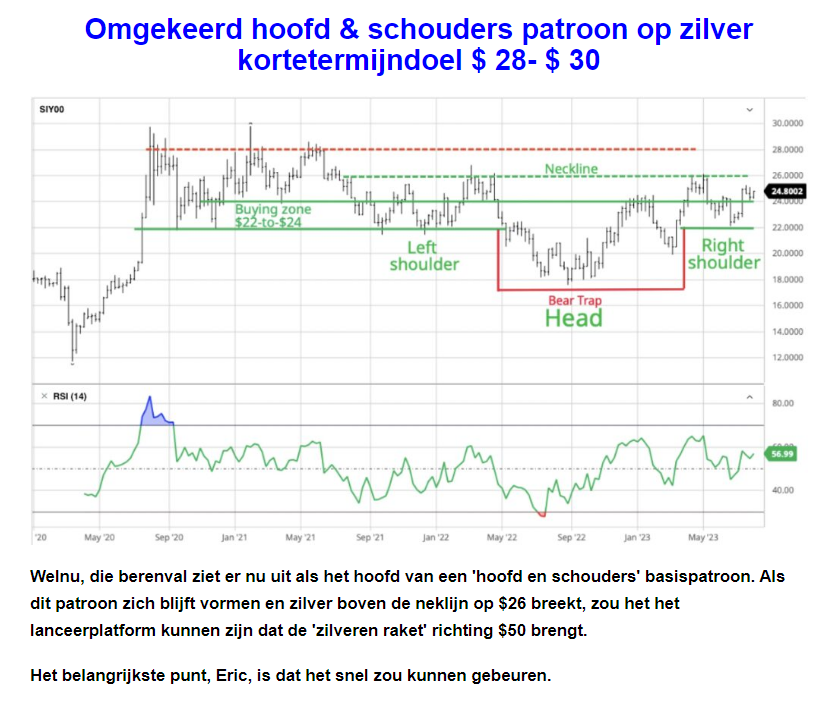 Omgekeerd hoofd & schouders patroon op zilver
kortetermijndoel $ 28- $ 30
SIY00
30.0000
28.0000
Neckline
26.0000
24.8002
24.0000
Buying zone
$22-to-$24
22.0000
Left
shoulder
Right
shoulder
20.0000
18.0000
Bear Trap
Head
16.0000
14.0000
12.0000
× RSI (14)
80.00
60.00
56.99
40.00
'20 May '20 Sep '20 Jan '21 May '21 Sep '21 Jan '22 May '22 Sep '22 Jan '23 May '23
Welnu, die berenval ziet er nu uit als het hoofd van een 'hoofd en schouders' basispatroon. Als
dit patroon zich blijft vormen en zilver boven de neklijn op $26 breekt, zou het het
lanceerplatform kunnen zijn dat de 'zilveren raket' richting $50 brengt.
Het belangrijkste punt, Eric, is dat het snel zou kunnen gebeuren.